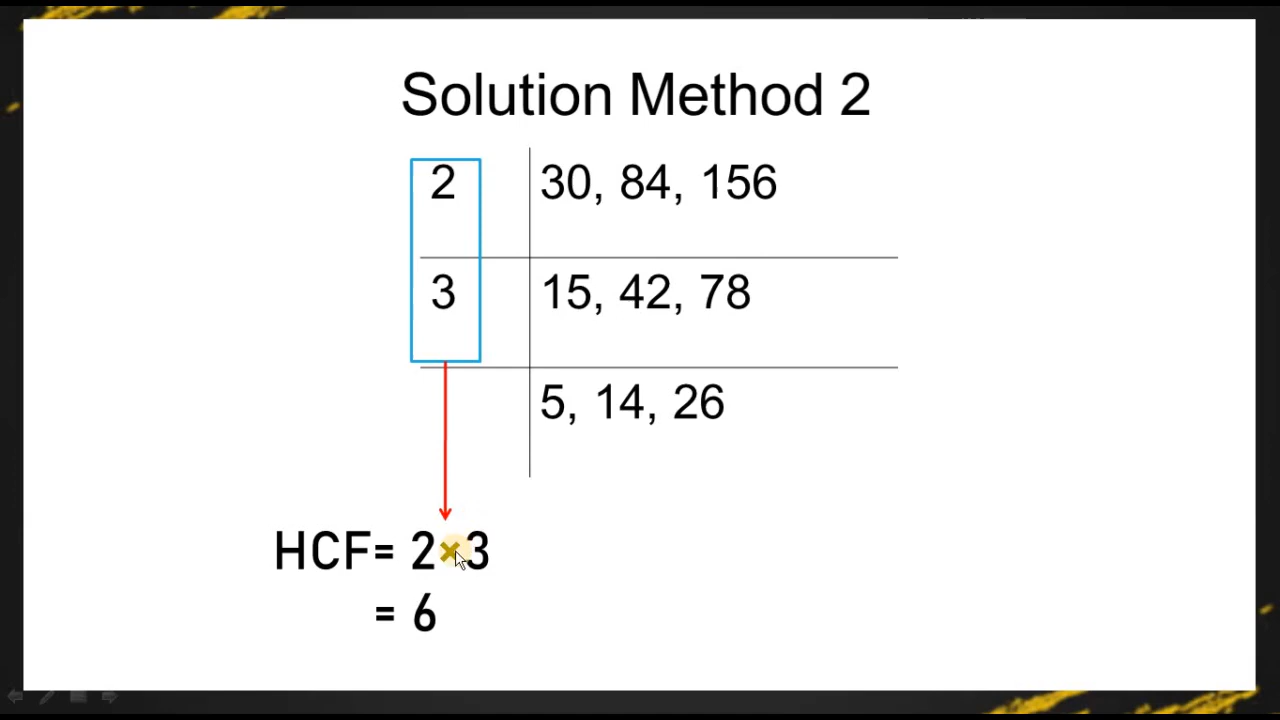 Solution Method 2
2 30, 84, 156
3 15, 42, 78
5, 14, 26
HCF= 2×3
= 6